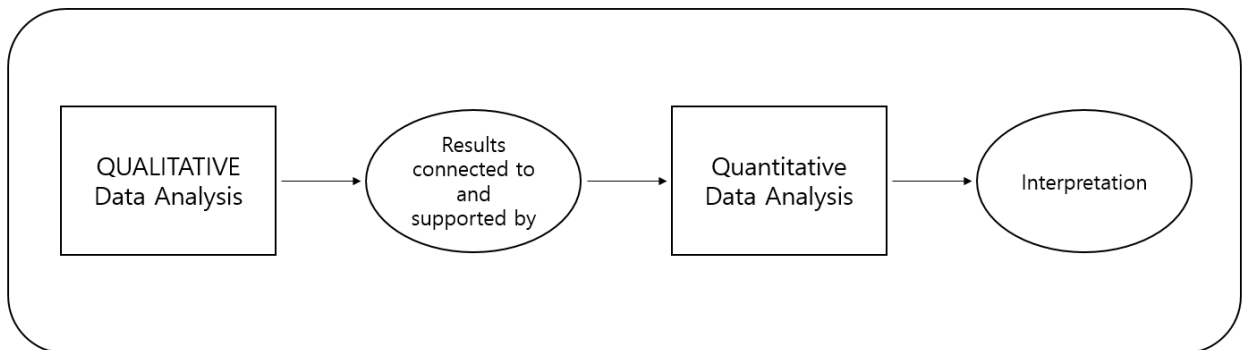 QUALITATIVE
Data Analysis
Results
connected to
and
supported by
Quantitative
Data Analysis
Interpretation